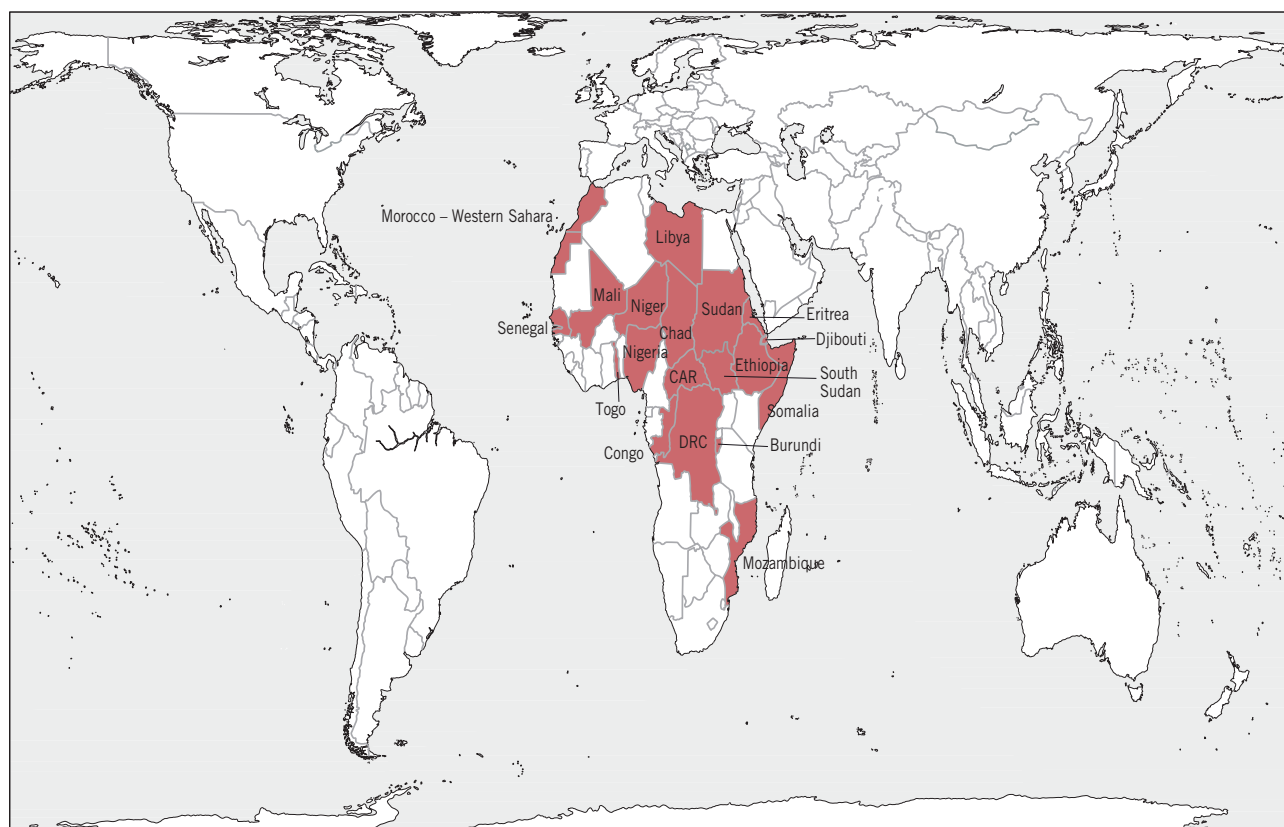 Morocco – Western Sahara
Libya
Mali
Niger
Sudan
Eritrea
Senegal
Chad
Djibouti
Nigeria
Ethiopia
South
Sudan
CAR
Togo
Somalia
DRC
Burundi
Congo
Mozambique